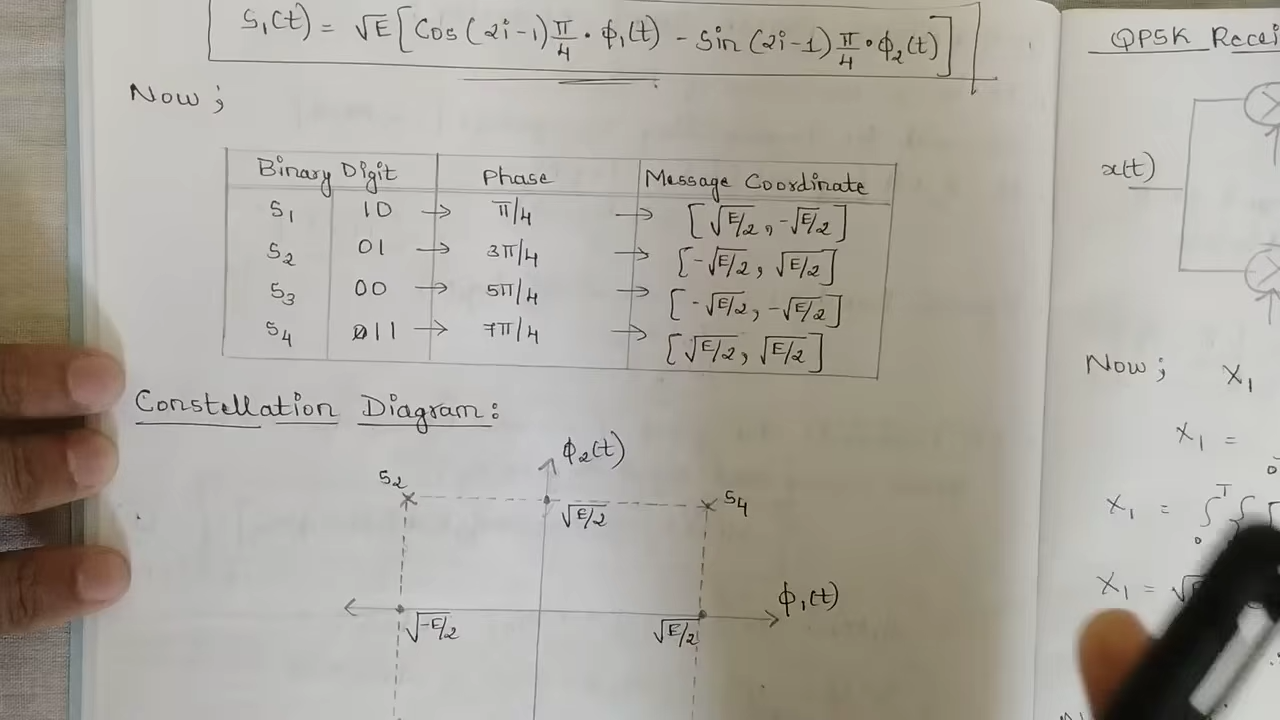 S₁(t) = √E [Cos(2i-1)π/4 · ϕ₁(t) - Sin(2i-1)π/4 · ϕ₂(t)]
Now ;
Binary Digit Phase Message Coordinate
S₁ 10 → π/4 → [√E/2, -√E/2]
S₂ 01 → 3π/4 → [-√E/2, √E/2]
S₃ 00 → 5π/4 → [-√E/2, -√E/2]
S₄ 11 → 7π/4 → [√E/2, √E/2]
Constellation Diagram:
ϕ₂(t)
S₂ S₄
√E/2
ϕ₁(t)
√-E/2 √E/2
QPSK
x(t)
Now ; X₁
X₁ =
X₁ = ∫
X₁ =